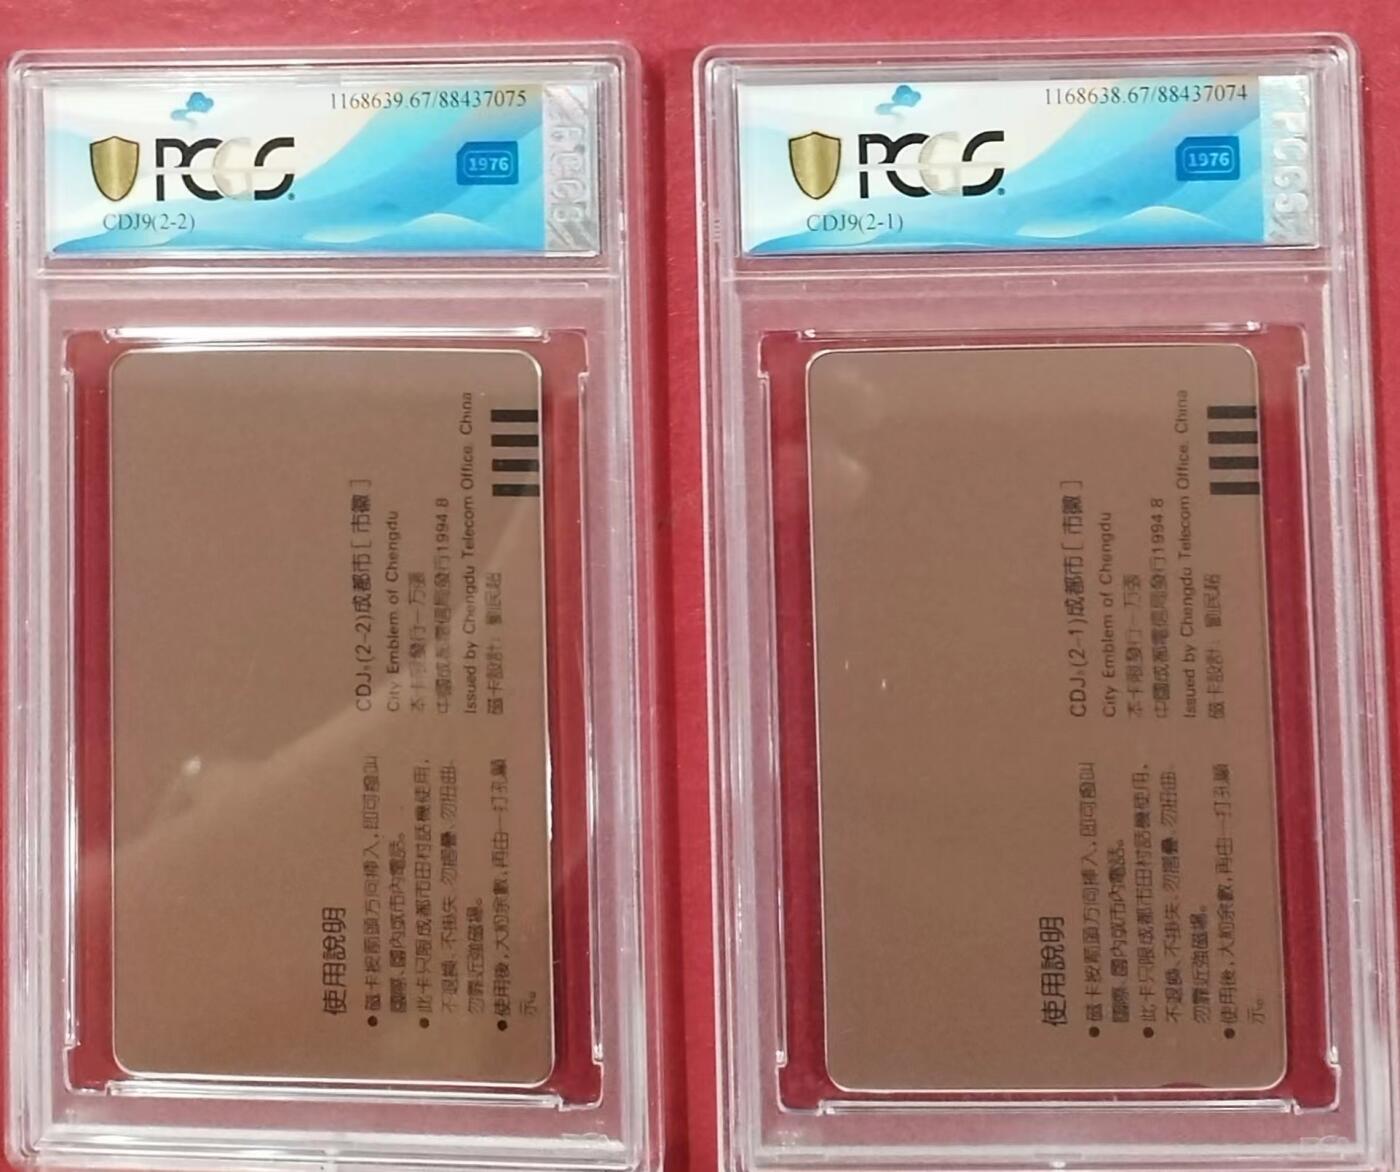 1168639.67/88437075
PCGS
1976
CDJ9(2-2)
CDJ9(2-2)成都市[市徽]
City Emblem of Chengdu
本卡限發行一万張
中國成都電信局發行1994.8
Issued by Chengdu Telecom Office. China
磁卡設計:劉民
使用說明
●磁卡按箭頭方向揷入,即可撥叫
國際、國內或市內電話。
●此卡只限成都市田村話機使用,
不退換、不掛失、勿摺疊、勿扭曲、
勿靠近強磁場。
●使用後,大約余數,再由一打孔顯
示。
1168638.67/88437074
PCGS
1976
CDJ9(2-1)
PCGS
CDJ9(2-1)成都市[市徽]
City Emblem of Chengdu
本卡限發行一万張
中國成都電信局發行1994.8
Issued by Chengdu Telecom Office. China
磁卡設計:劉民
使用說明
●磁卡按箭頭方向揷入,即可撥叫
國際、國內或市內電話。
●此卡只限成都市田村話機使用,
不退換、不掛失、勿摺疊、勿扭曲、
勿靠近強磁場。
●使用後,大約余數,再由一打孔顯
示。